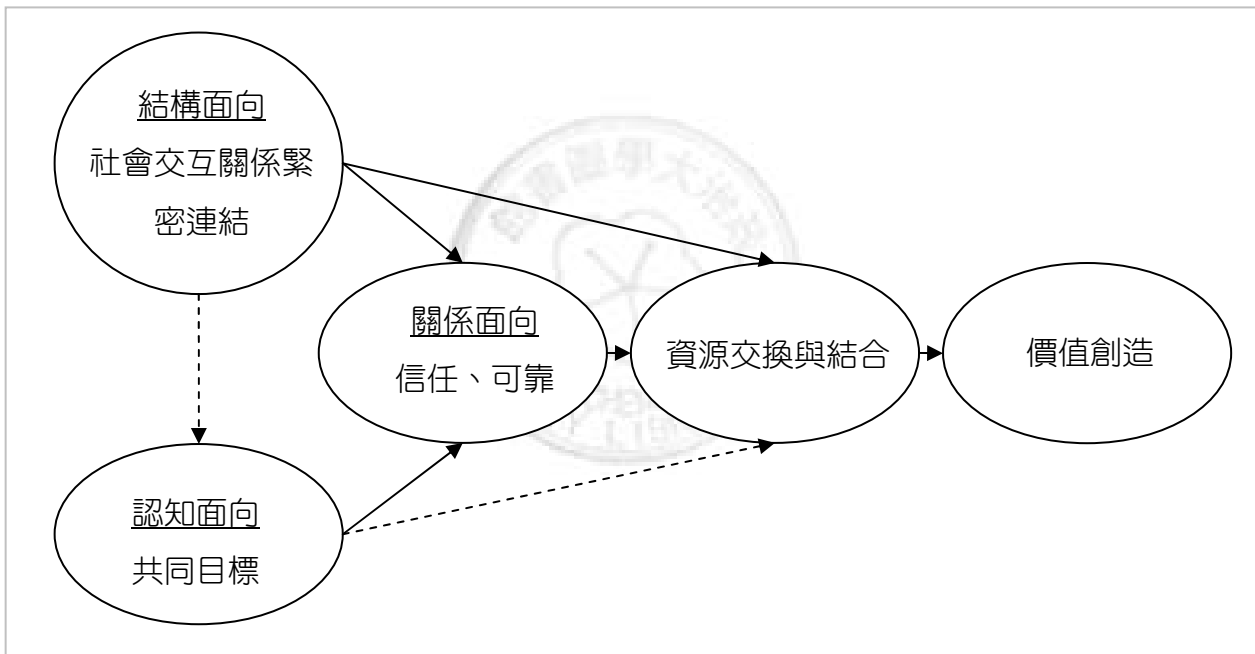 結構面向
社會交互關係緊
密連結
關係面向
信任、可靠
資源交換與結合
價值創造
認知面向
共同目標